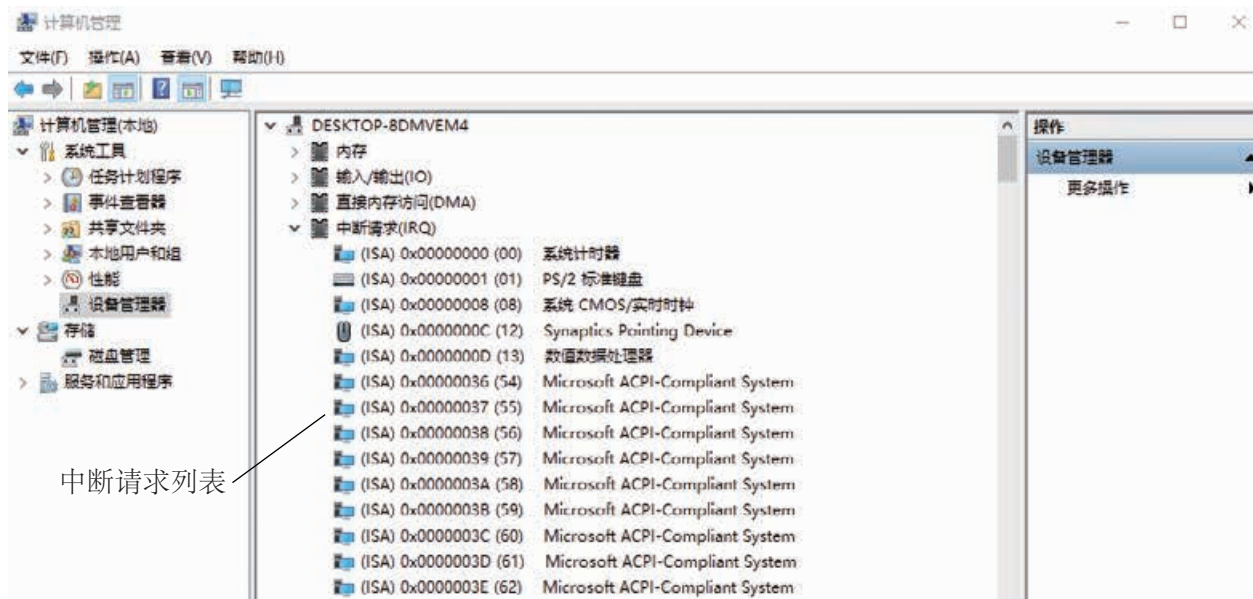 计算机管理
文件(F) 操作(A) 查看(V) 帮助(H)
计算机管理(本地)
系统工具
任务计划程序
事件查看器
共享文件夹
本地用户和组
性能
设备管理器
存储
磁盘管理
服务和应用程序
DESKTOP-8DMVEM4
内存
输入/输出(IO)
直接内存访问(DMA)
中断请求(IRQ)
(ISA) 0x00000000 (00) 系统计时器
(ISA) 0x00000001 (01) PS/2 标准键盘
(ISA) 0x00000008 (08) 系统 CMOS/实时时钟
(ISA) 0x0000000C (12) Synaptics Pointing Device
(ISA) 0x0000000D (13) 数值数据处理器
(ISA) 0x00000036 (54) Microsoft ACPI-Compliant System
(ISA) 0x00000037 (55) Microsoft ACPI-Compliant System
(ISA) 0x00000038 (56) Microsoft ACPI-Compliant System
(ISA) 0x00000039 (57) Microsoft ACPI-Compliant System
(ISA) 0x0000003A (58) Microsoft ACPI-Compliant System
(ISA) 0x0000003B (59) Microsoft ACPI-Compliant System
(ISA) 0x0000003C (60) Microsoft ACPI-Compliant System
(ISA) 0x0000003D (61) Microsoft ACPI-Compliant System
(ISA) 0x0000003E (62) Microsoft ACPI-Compliant System
操作
设备管理器
更多操作
中断请求列表